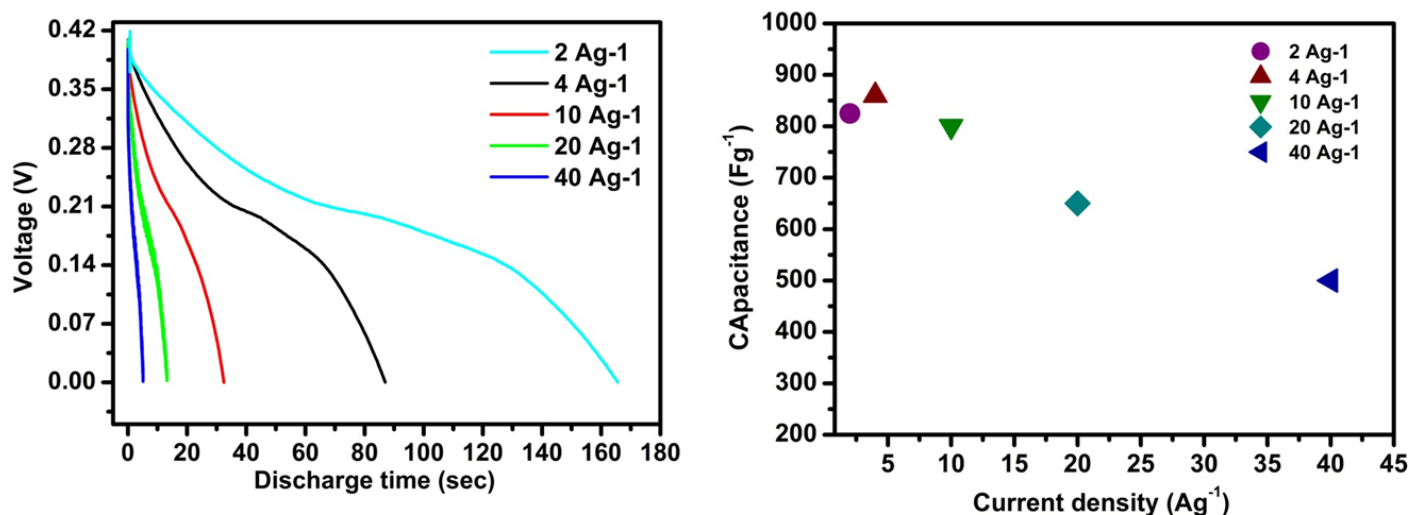 0.42
0.35
0.28
0.21
0.14
0.07
0.00
Voltage (V)
2 Ag-1
4 Ag-1
10 Ag-1
20 Ag-1
40 Ag-1
0 20 40 60 80 100 120 140 160 180
Discharge time (sec)
1000
900
800
700
600
500
400
300
200
CApacitance (Fg-1)
2 Ag-1
4 Ag-1
10 Ag-1
20 Ag-1
40 Ag-1
5 10 15 20 25 30 35 40 45
Current density (Ag-1)